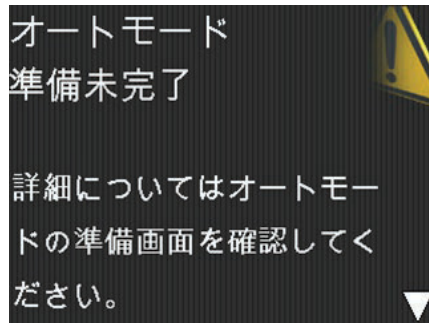 オートモード
準備未完了
詳細についてはオートモー
ドの準備画面を確認してく
ださい。